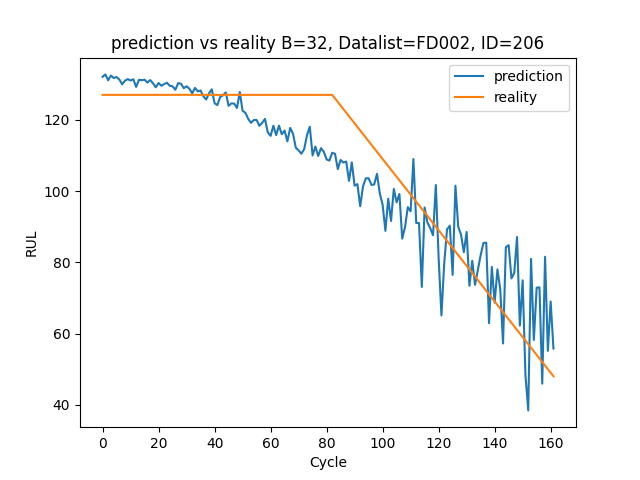 prediction vs reality B=32, Datalist=FD002, ID=206
prediction
reality
RUL
120
100
80
60
40
0 20 40 60 80 100 120 140 160
Cycle